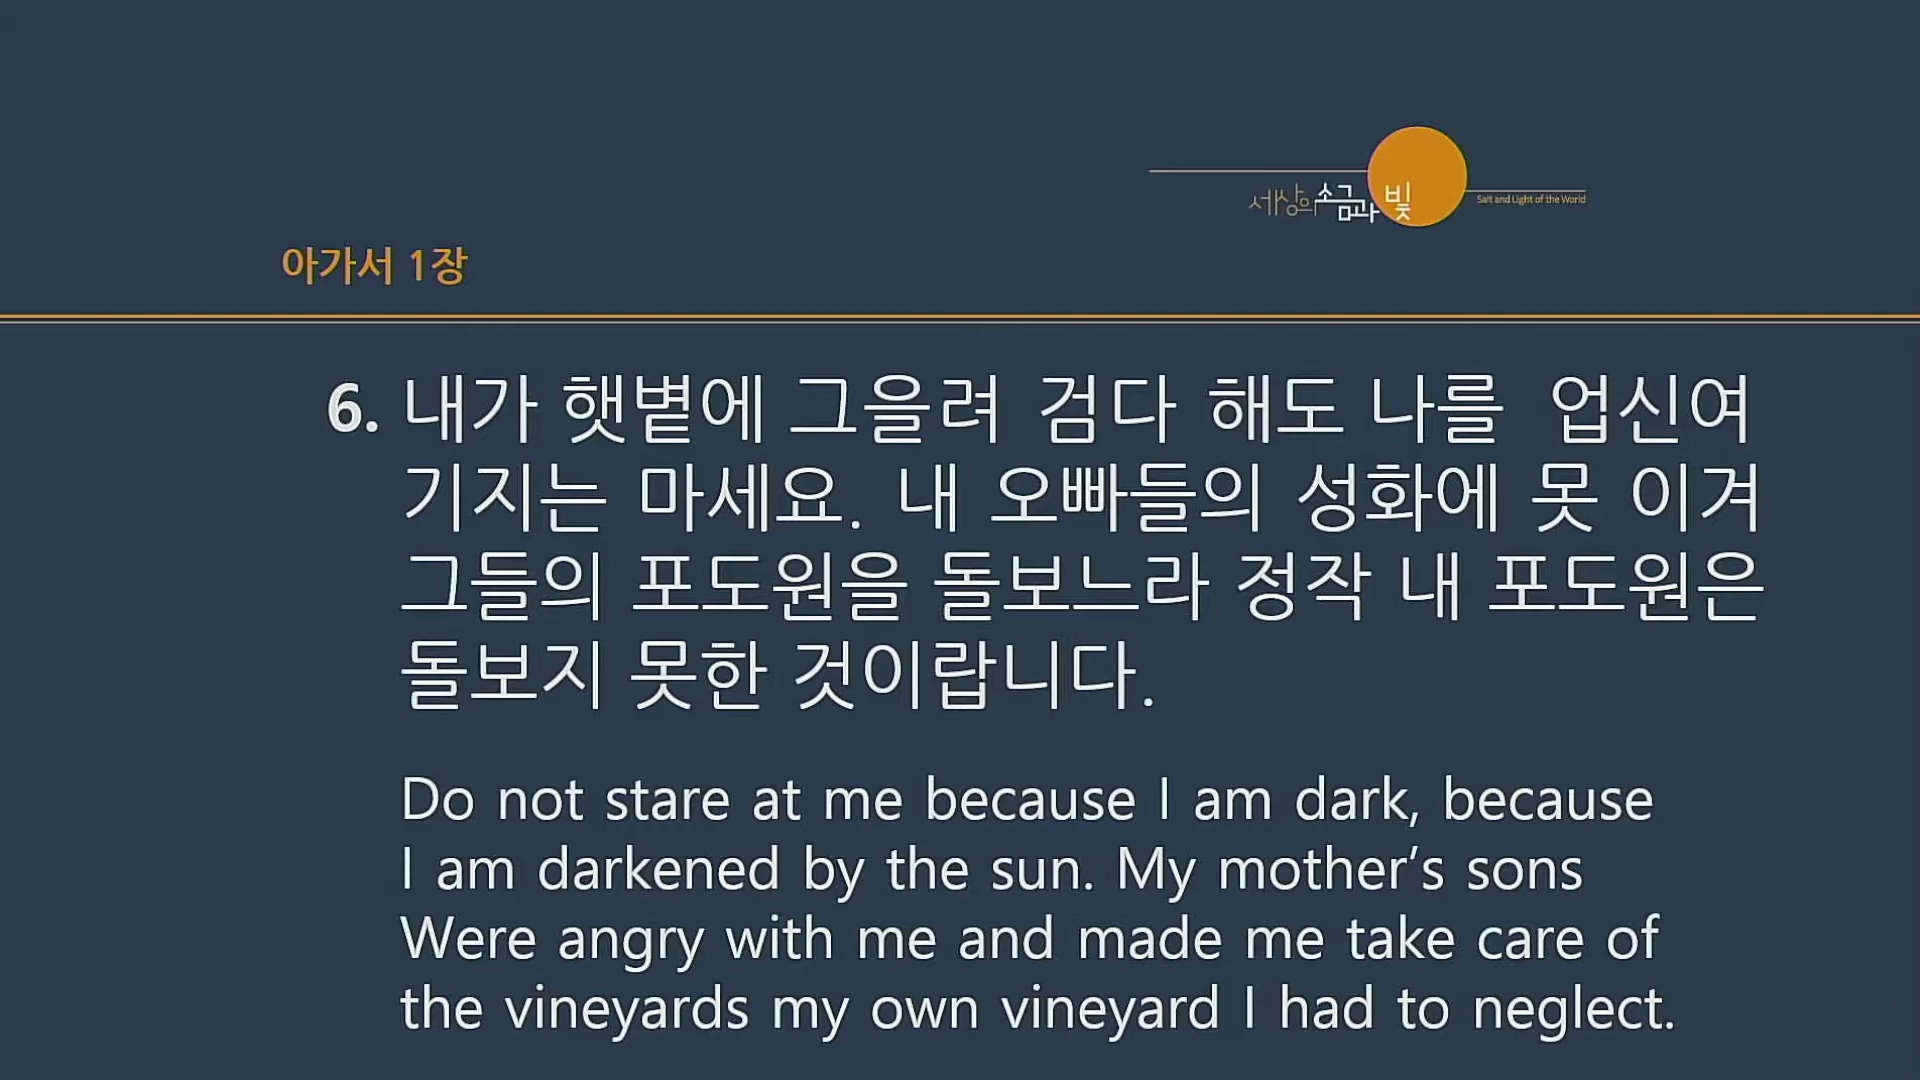 세상의 소금과 빛
Salt and Light of the World
아가서 1장
6. 내가 햇볕에 그을려 검다 해도 나를 업신여
기지는 마세요. 내 오빠들의 성화에 못 이겨
그들의 포도원을 돌보느라 정작 내 포도원은
돌보지 못한 것이랍니다.
Do not stare at me because I am dark, because
I am darkened by the sun. My mother’s sons
Were angry with me and made me take care of
the vineyards my own vineyard I had to neglect.